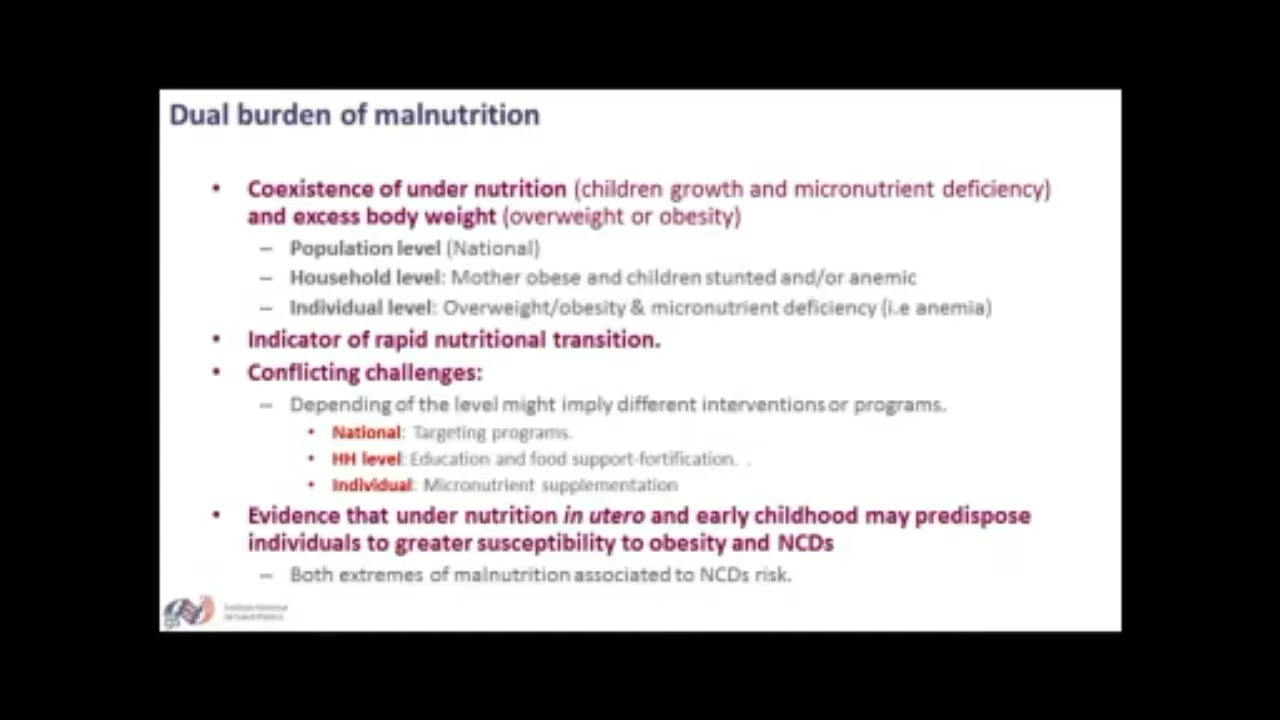 Dual burden of malnutrition
• Coexistence of under nutrition (children growth and micronutrient deficiency)
and excess body weight (overweight or obesity)
– Population level (National)
– Household level: Mother obese and children stunted and/or anemic
– Individual level: Overweight/obesity & micronutrient deficiency (i.e anemia)
• Indicator of rapid nutritional transition.
• Conflicting challenges:
– Depending of the level might imply different interventions or programs.
• National: Targeting programs.
• HH level: Education and food support-fortification. .
• Individual: Micronutrient supplementation
• Evidence that under nutrition in utero and early childhood may predispose
individuals to greater susceptibility to obesity and NCDs
– Both extremes of malnutrition associated to NCDs risk.